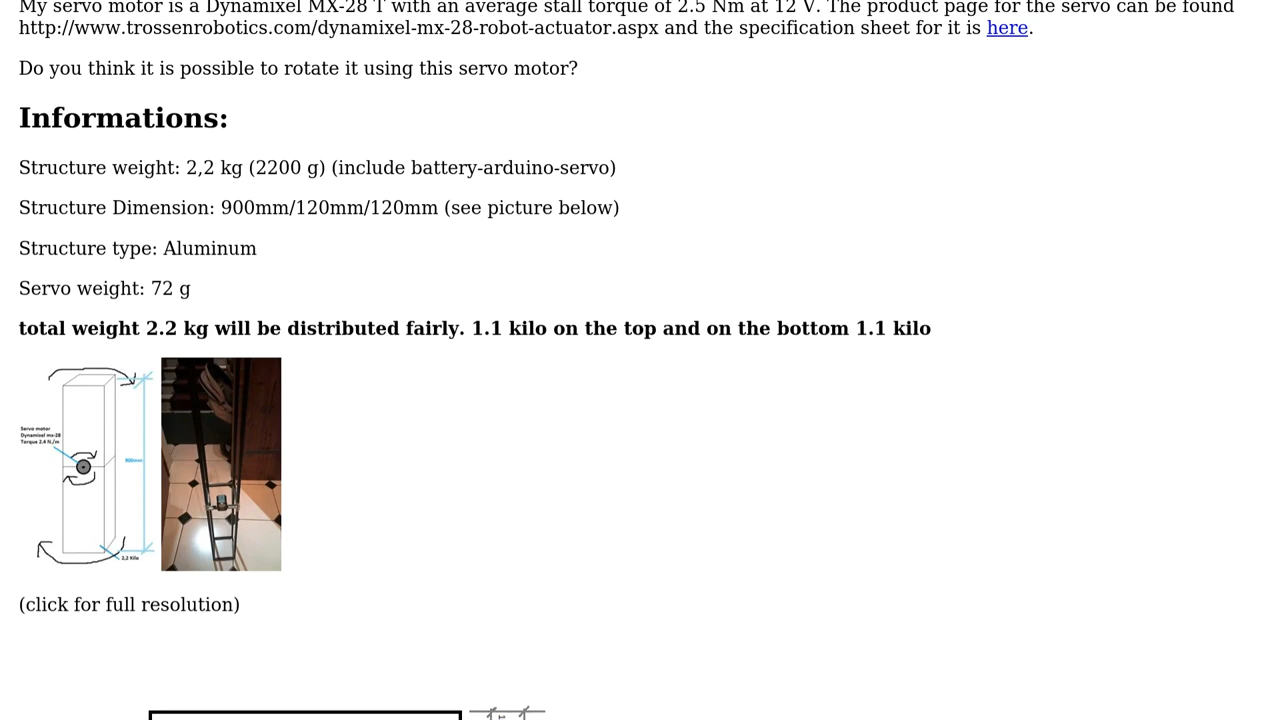 My servo motor is a Dynamixel MX-28 T with an average stall torque of 2.5 Nm at 12 V. The product page for the servo can be found
http://www.trossenrobotics.com/dynamixel-mx-28-robot-actuator.aspx and the specification sheet for it is here.
Do you think it is possible to rotate it using this servo motor?
Informations:
Structure weight: 2,2 kg (2200 g) (include battery-arduino-servo)
Structure Dimension: 900mm/120mm/120mm (see picture below)
Structure type: Aluminum
Servo weight: 72 g
total weight 2.2 kg will be distributed fairly. 1.1 kilo on the top and on the bottom 1.1 kilo
Servo motor
Dynamixel mx-28
Torque 2.4 N./m
900mm
2,2 Kilo
(click for full resolution)